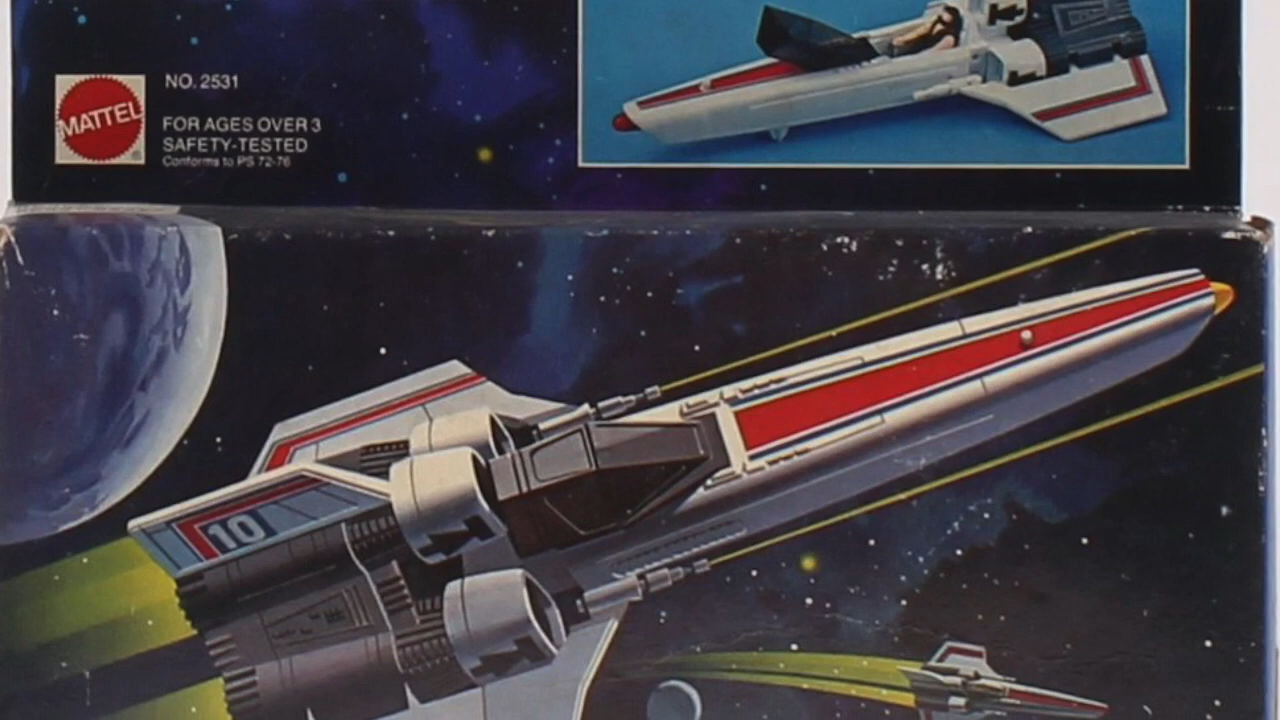 MATTEL
NO. 2531
FOR AGES OVER 3
SAFETY-TESTED
Conforms to PS 72-76
10